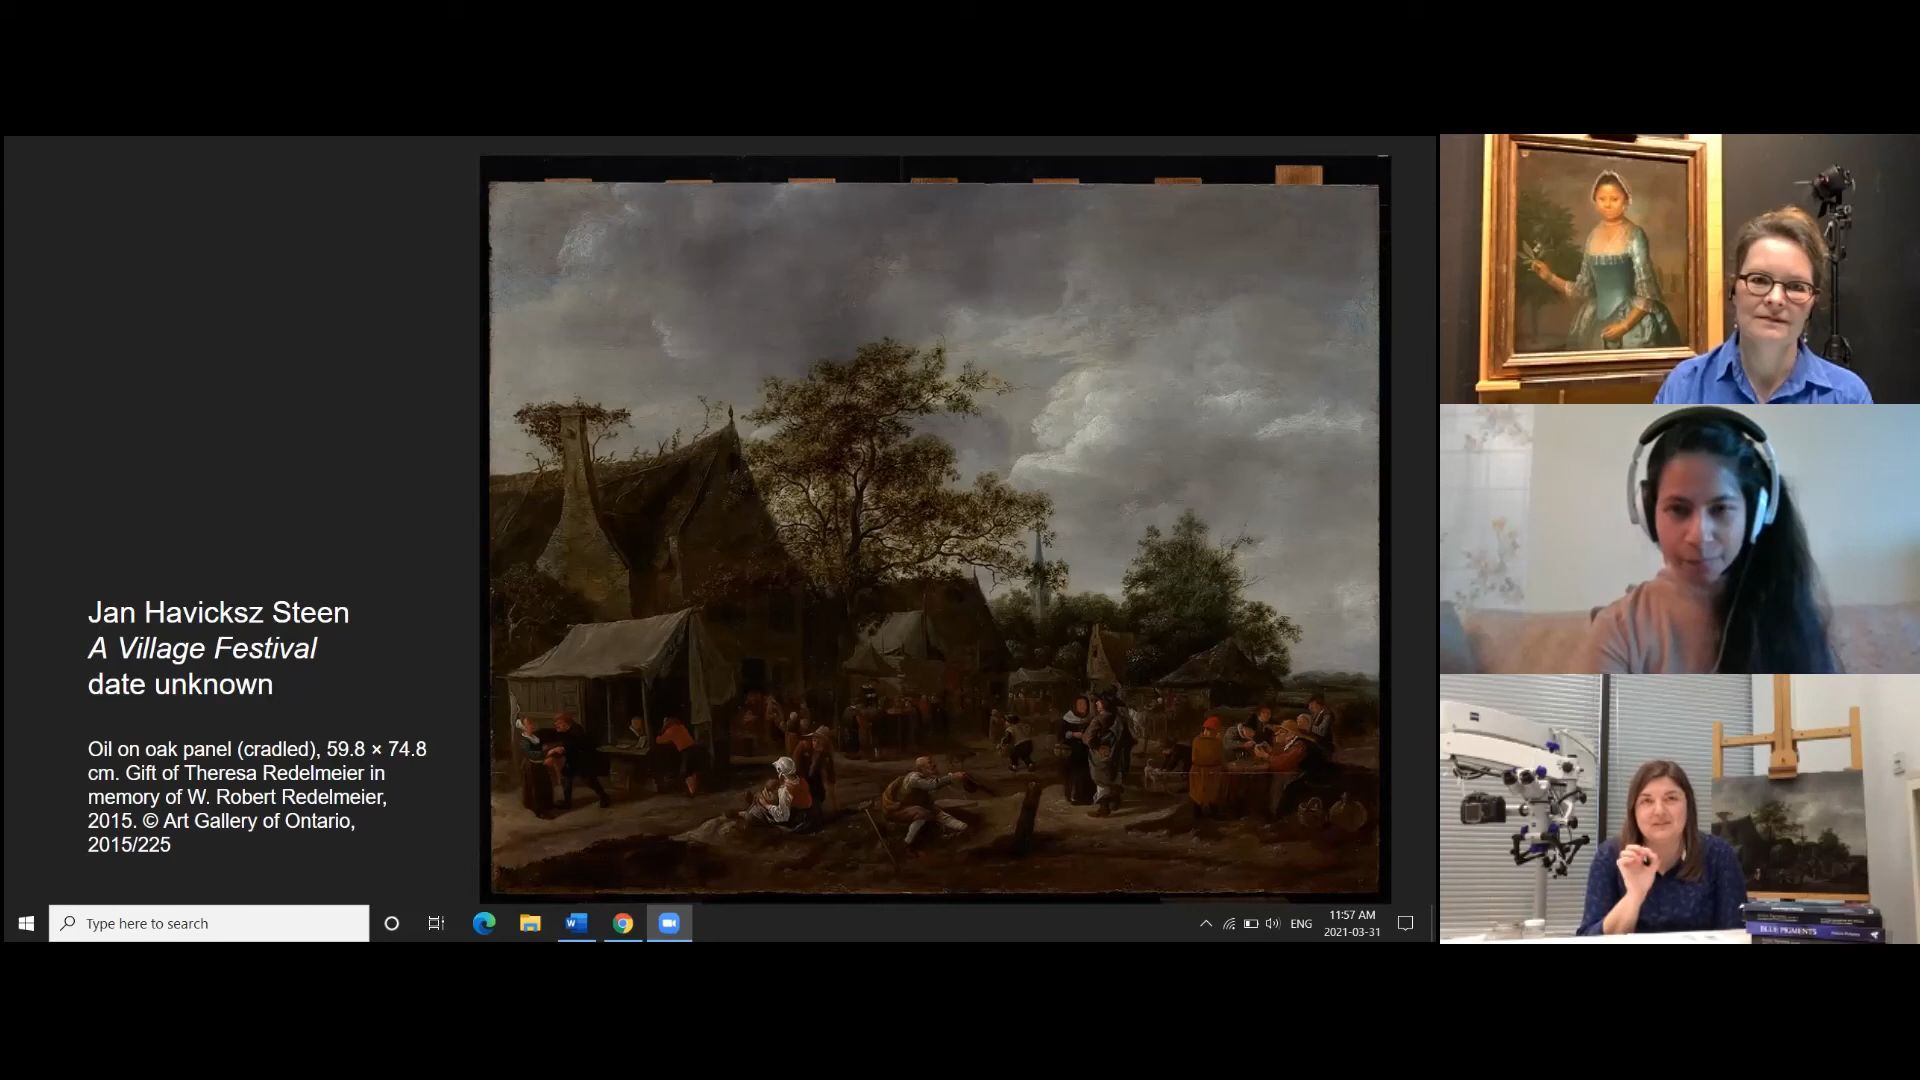 Jan Havicksz Steen
A Village Festival
date unknown
Oil on oak panel (cradled), 59.8 × 74.8
cm. Gift of Theresa Redelmeier in
memory of W. Robert Redelmeier,
2015. © Art Gallery of Ontario,
2015/225
Type here to search
ENG
11:57 AM
2021-03-31
BLUE PIGMENTS